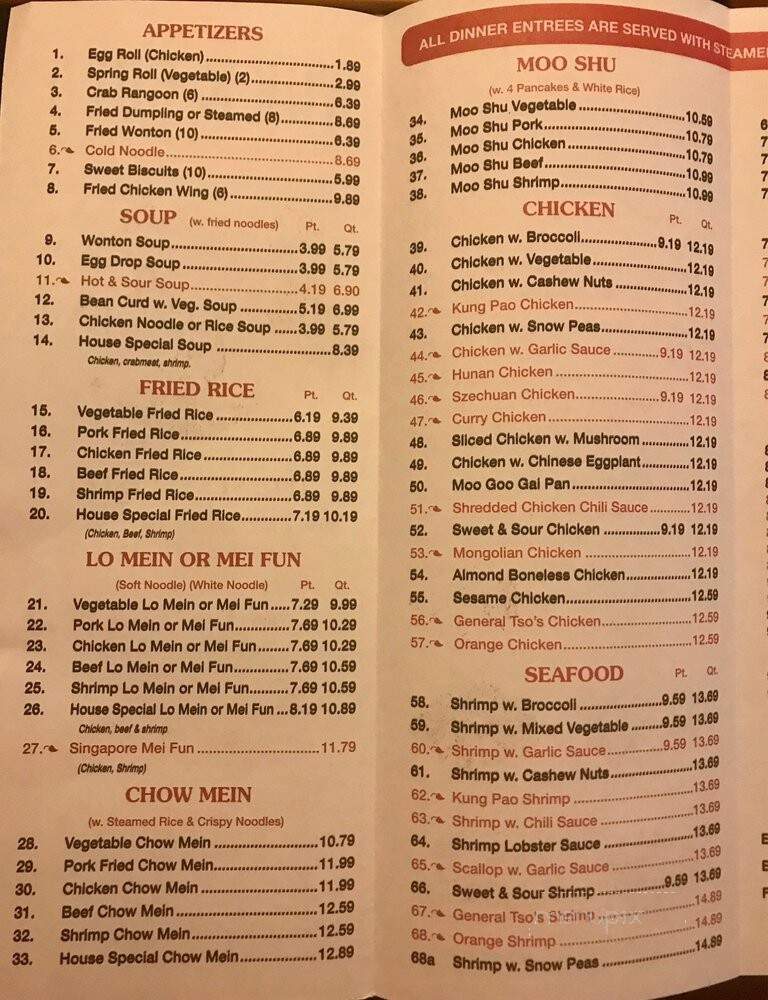 APPETIZERS
1. Egg Roll (Chicken) 1.89
2. Spring Roll (Vegetable) (2) 2.99
3. Crab Rangoon (6) 6.39
4. Fried Dumpling or Steamed (8) 8.69
5. Fried Wonton (10) 6.39
6. Cold Noodle 8.69
7. Sweet Biscuits (10) 5.99
8. Fried Chicken Wing (6) 9.89
SOUP (w. fried noodles) Pt. Qt.
9. Wonton Soup 3.99 5.79
10. Egg Drop Soup 3.99 5.79
11. Hot & Sour Soup 4.19 6.90
12. Bean Curd w. Veg. Soup 5.19 6.99
13. Chicken Noodle or Rice Soup 3.99 5.79
14. House Special Soup 8.39
Chicken, crabmeat, shrimp.
FRIED RICE Pt. Qt.
15. Vegetable Fried Rice 6.19 9.39
16. Pork Fried Rice 6.89 9.89
17. Chicken Fried Rice 6.89 9.89
18. Beef Fried Rice 6.89 9.89
19. Shrimp Fried Rice 6.89 9.89
20. House Special Fried Rice 7.19 10.19
(Chicken, Beef, Shrimp)
LO MEIN OR MEI FUN
(Soft Noodle) (White Noodle) Pt. Qt.
21. Vegetable Lo Mein or Mei Fun 7.29 9.99
22. Pork Lo Mein or Mei Fun 7.69 10.29
23. Chicken Lo Mein or Mei Fun 7.69 10.29
24. Beef Lo Mein or Mei Fun 7.69 10.59
25. Shrimp Lo Mein or Mei Fun 7.69 10.59
26. House Special Lo Mein or Mei Fun 8.19 10.89
Chicken, beef & shrimp
27. Singapore Mei Fun 11.79
(Chicken, Shrimp)
CHOW MEIN
(w. Steamed Rice & Crispy Noodles)
28. Vegetable Chow Mein 10.79
29. Pork Fried Chow Mein 11.99
30. Chicken Chow Mein 11.99
31. Beef Chow Mein 12.59
32. Shrimp Chow Mein 12.59
33. House Special Chow Mein 12.89
ALL DINNER ENTREES ARE SERVED WITH STEAME
MOO SHU
(w. 4 Pancakes & White Rice)
34. Moo Shu Vegetable 10.59
35. Moo Shu Pork 10.79
36. Moo Shu Chicken 10.79
37. Moo Shu Beef 10.99
38. Moo Shu Shrimp 10.99
CHICKEN Pt. Qt.
39. Chicken w. Broccoli 9.19 12.19
40. Chicken w. Vegetable 12.19
41. Chicken w. Cashew Nuts 12.19
42. Kung Pao Chicken 12.19
43. Chicken w. Snow Peas 12.19
44. Chicken w. Garlic Sauce 9.19 12.19
45. Hunan Chicken 12.19
46. Szechuan Chicken 9.19 12.19
47. Curry Chicken 12.19
48. Sliced Chicken w. Mushroom 12.19
49. Chicken w. Chinese Eggplant 12.19
50. Moo Goo Gai Pan 12.19
51. Shredded Chicken Chili Sauce 12.19
52. Sweet & Sour Chicken 9.19 12.19
53. Mongolian Chicken 12.19
54. Almond Boneless Chicken 12.19
55. Sesame Chicken 12.59
56. General Tso's Chicken 12.59
57. Orange Chicken 12.59
SEAFOOD Pt. Qt.
58. Shrimp w. Broccoli 9.59 13.69
59. Shrimp w. Mixed Vegetable 9.59 13.69
60. Shrimp w. Garlic Sauce 9.59 13.69
61. Shrimp w. Cashew Nuts 13.69
62. Kung Pao Shrimp 13.69
63. Shrimp w. Chili Sauce 13.69
64. Shrimp Lobster Sauce 13.69
65. Scallop w. Garlic Sauce 13.69
66. Sweet & Sour Shrimp 9.59 13.69
67. General Tso's Shrimp 14.89
68. Orange Shrimp 14.89
68a Shrimp w. Snow Peas 14.89